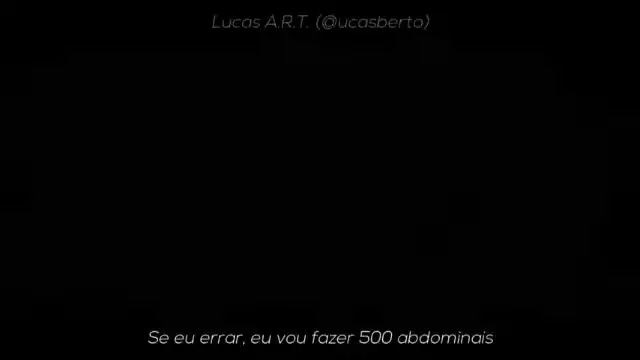 Lucas A.R.T. (@ucasberto)
Se eu errar, eu vou fazer 500 abdominais